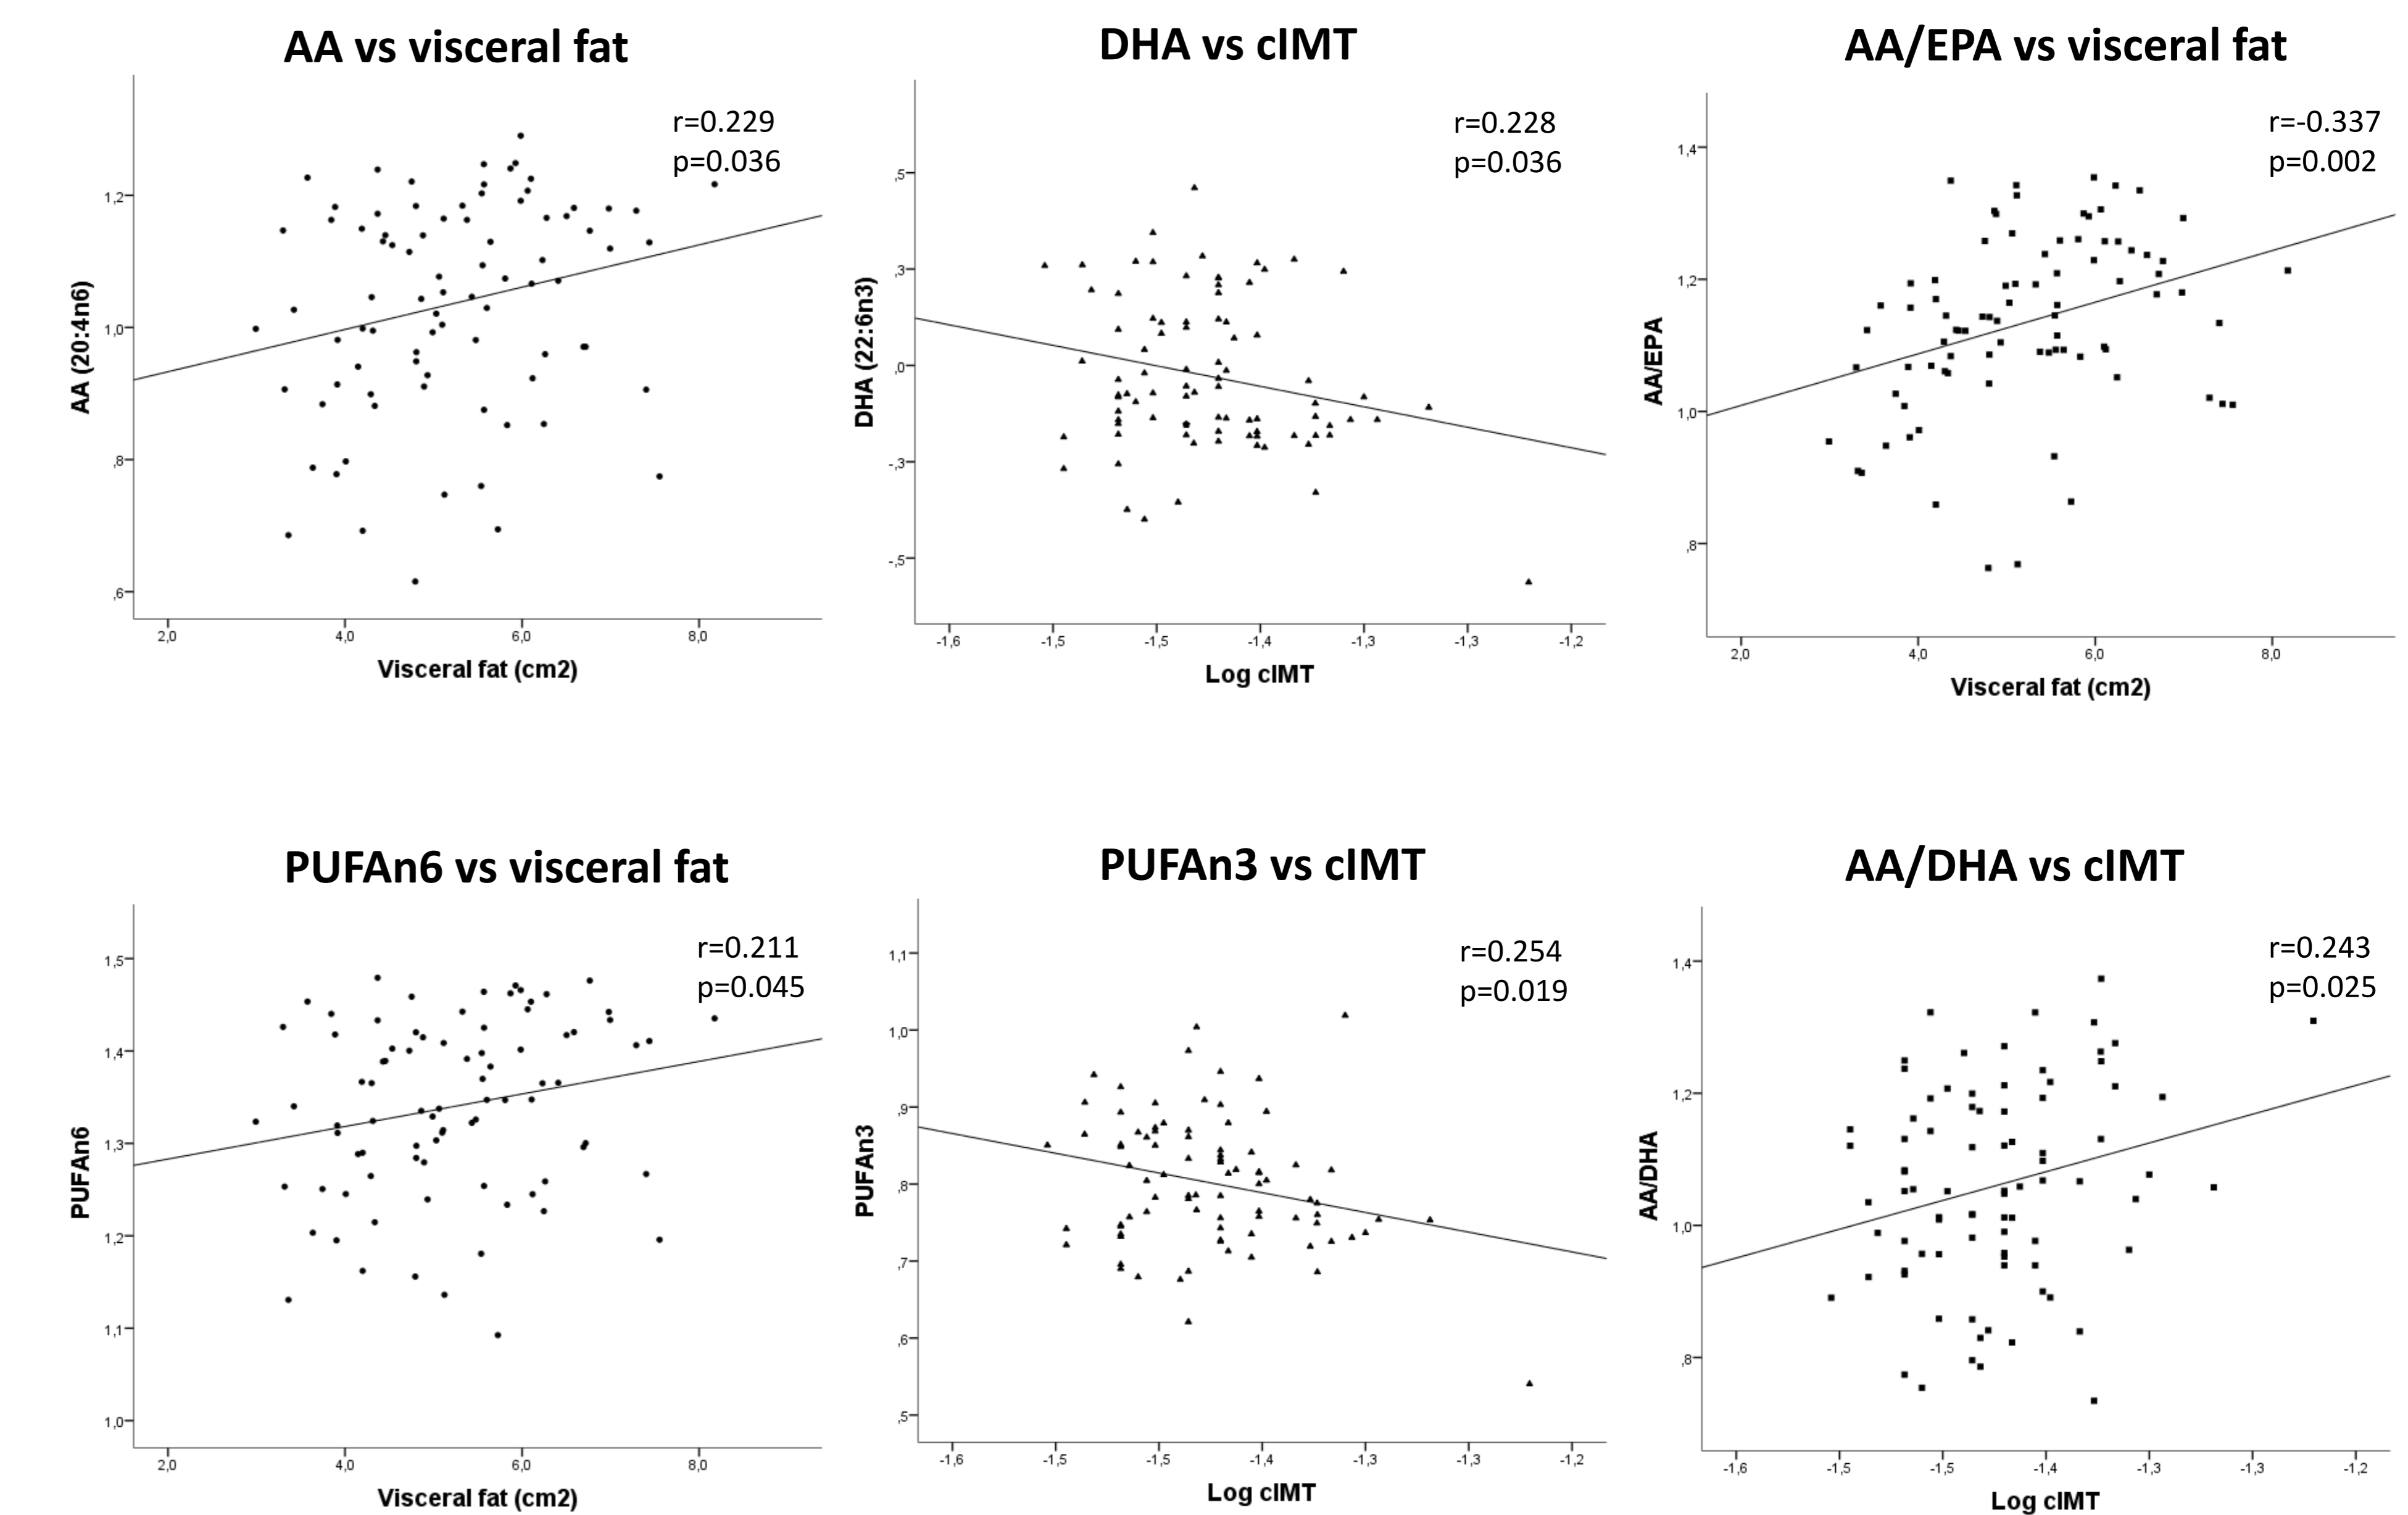 AA vs visceral fat
r=0.229
p=0.036
1,2
1,0
,8
,6
AA (20:4n6)
2,0 4,0 6,0 8,0
Visceral fat (cm2)
DHA vs cIMT
r=0.228
p=0.036
,5
,3
,0
-,3
-,5
DHA (22:6n3)
-1,6 -1,5 -1,5 -1,4 -1,3 -1,3 -1,2
Log cIMT
AA/EPA vs visceral fat
r=-0.337
p=0.002
1,4
1,2
1,0
,8
AA/EPA
2,0 4,0 6,0 8,0
Visceral fat (cm2)
PUFAn6 vs visceral fat
r=0.211
p=0.045
1,5
1,4
1,3
1,2
1,1
1,0
PUFAn6
2,0 4,0 6,0 8,0
Visceral fat (cm2)
PUFAn3 vs cIMT
r=0.254
p=0.019
1,1
1,0
,9
,8
,7
,6
,5
PUFAn3
-1,6 -1,5 -1,5 -1,4 -1,3 -1,3 -1,2
Log cIMT
AA/DHA vs cIMT
r=0.243
p=0.025
1,4
1,2
1,0
,8
AA/DHA
-1,6 -1,5 -1,5 -1,4 -1,3 -1,3 -1,2
Log cIMT